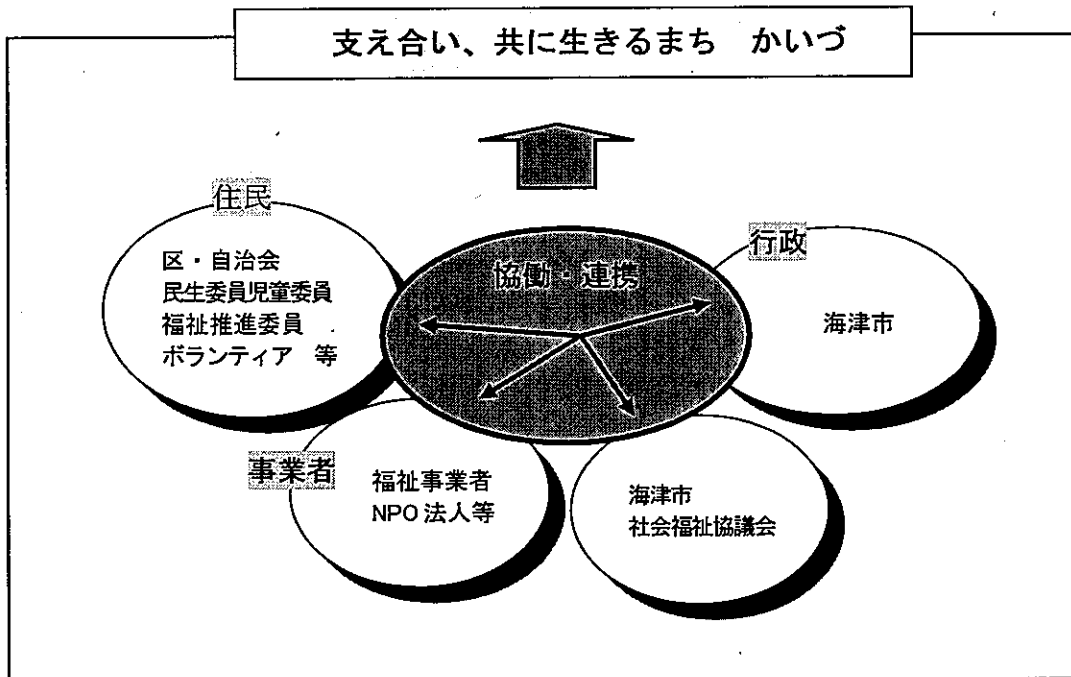 支え合い、共に生きるまち　かいづ
住民
区・自治会
民生委員児童委員
福祉推進委員
ボランティア　等
協働・連携
行政
海津市
事業者
福祉事業者
NPO法人等
海津市
社会福祉協議会